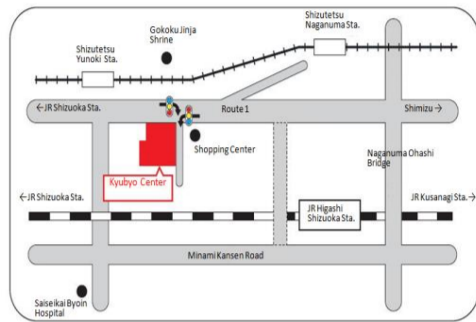 Shizutetsu
Naganuma Sta.
Gokoku Jinja
Shrine
Shizutetsu
Yunoki Sta.
←JR Shizuoka Sta.
Route 1
Shimizu→
Shopping Center
Naganuma Ohashi
Bridge
Kyubyo Center
←JR Shizuoka Sta.
JR Higashi
Shizuoka Sta.
JR Kusanagi Sta.→
Minami Kansen Road
Saiseikai Byoin
Hospital